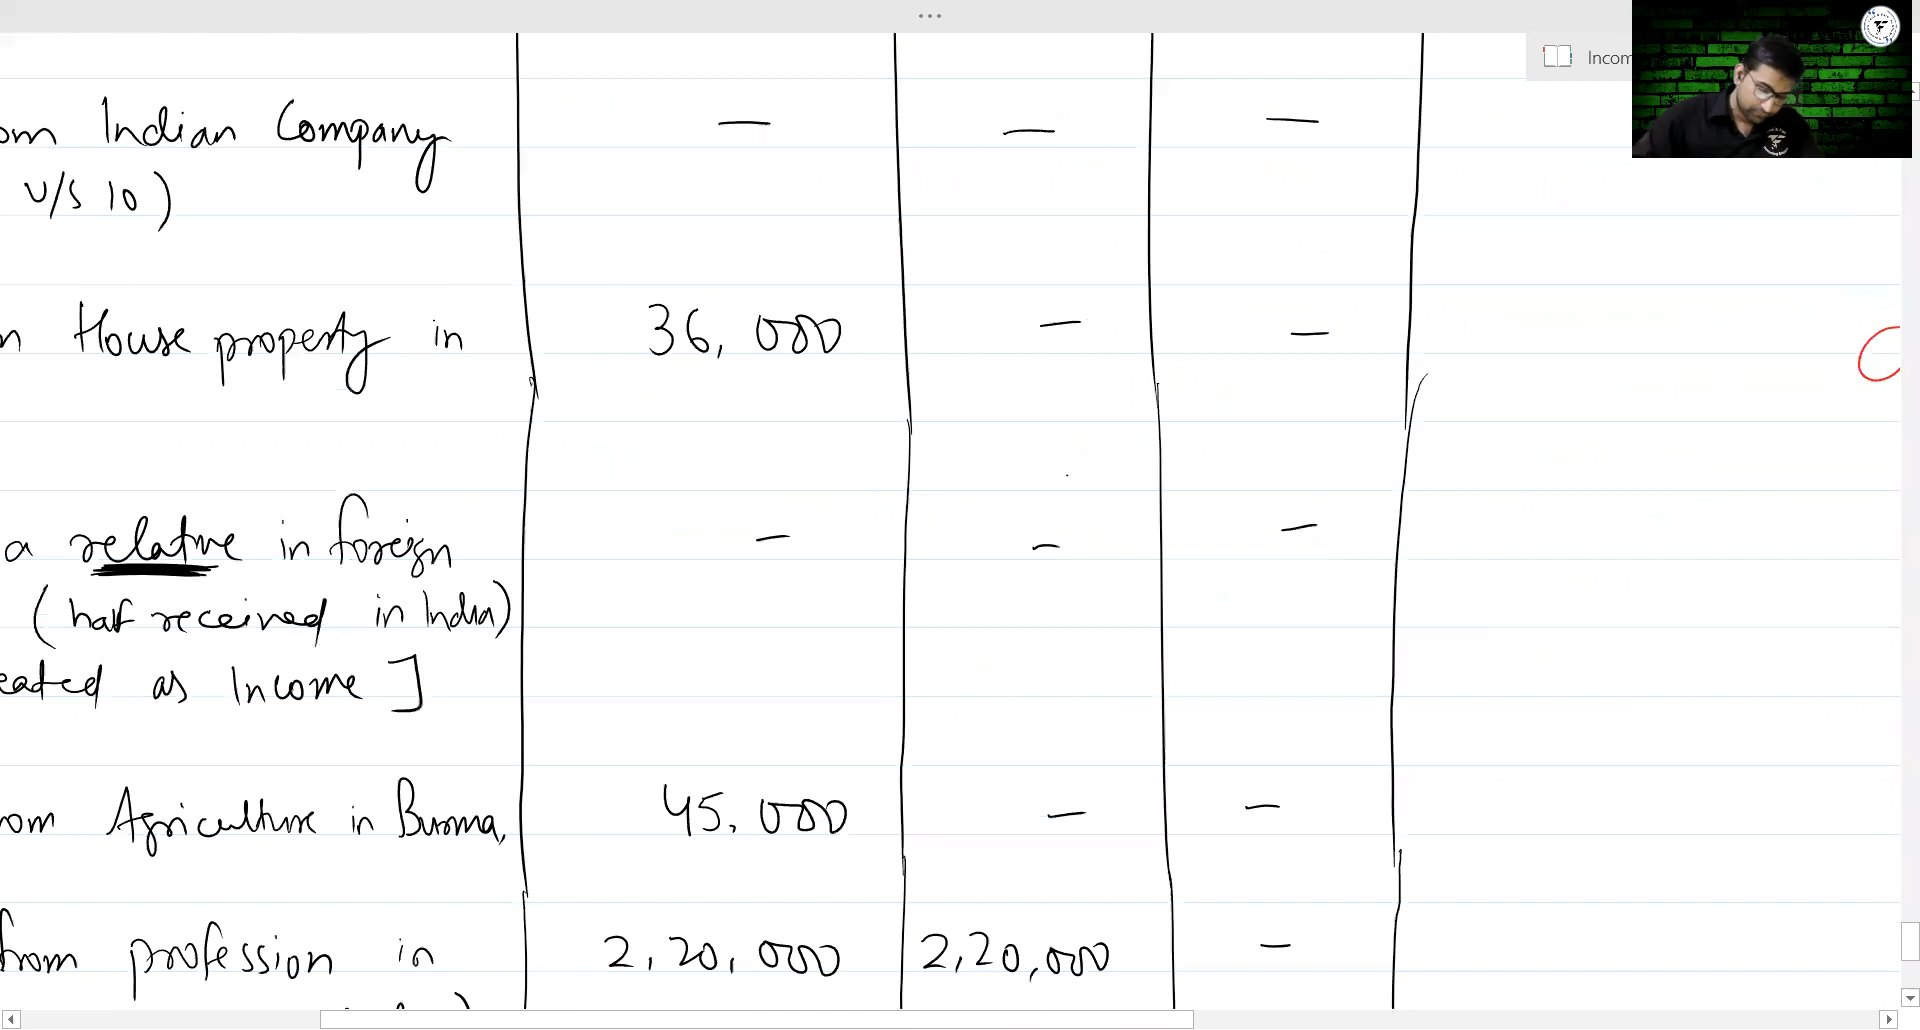 Incom
om Indian Company — — —
U/S 10)
n House property in 36,000 — —
a relative in foreign — — —
(half received in India)
eated as Income ]
rom Agriculture in Burma, 45,000 — —
from profession in 2,20,000 2,20,000 —